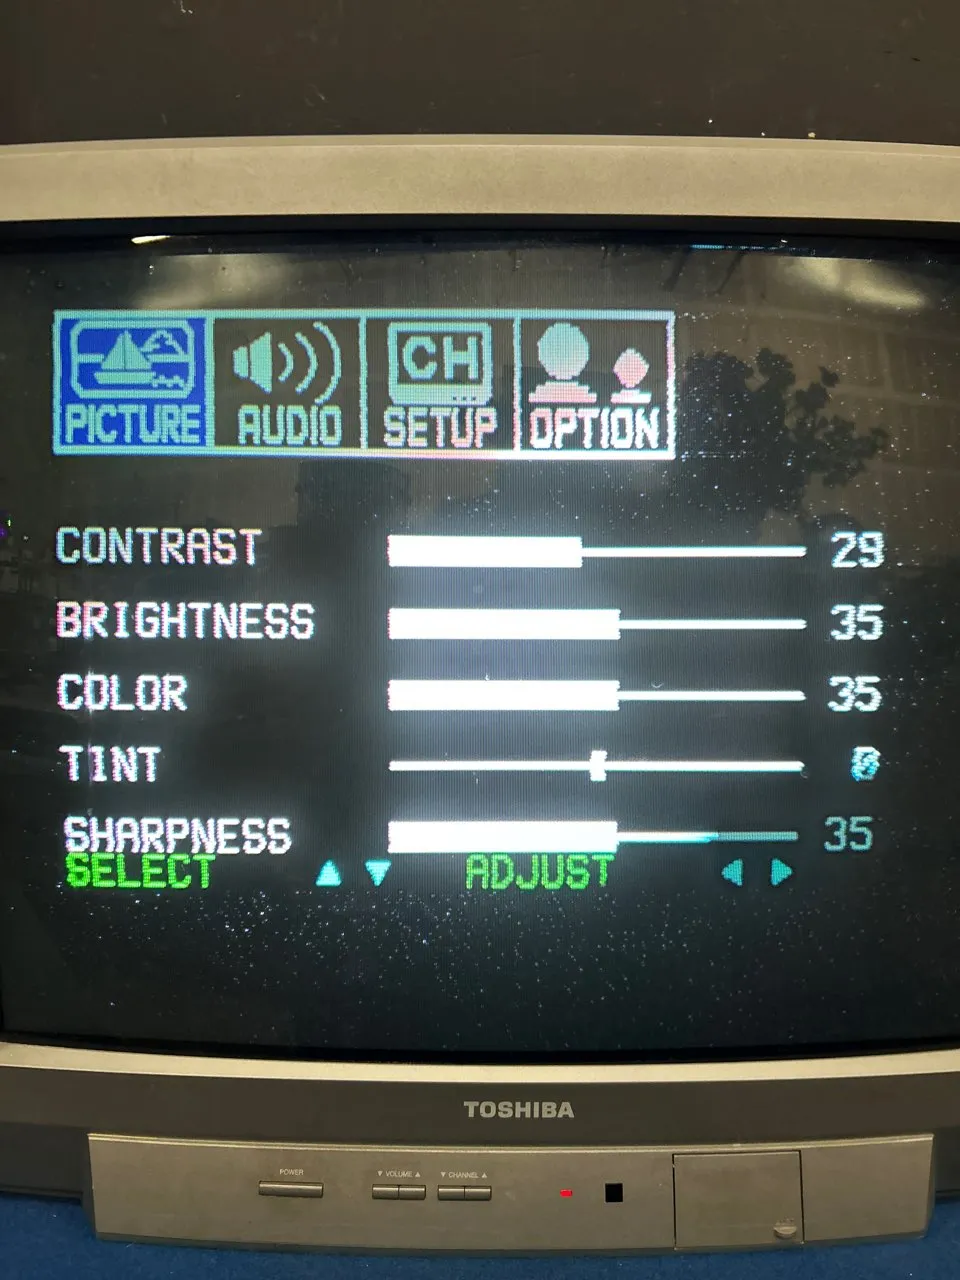 PICTURE AUDIO CH SETUP OPTION
CONTRAST 29
BRIGHTNESS 35
COLOR 35
TINT 0
SHARPNESS 35
SELECT ▲ ▼ ADJUST ◀ ▶
TOSHIBA
POWER ▼ VOLUME ▲ ▼ CHANNEL ▲